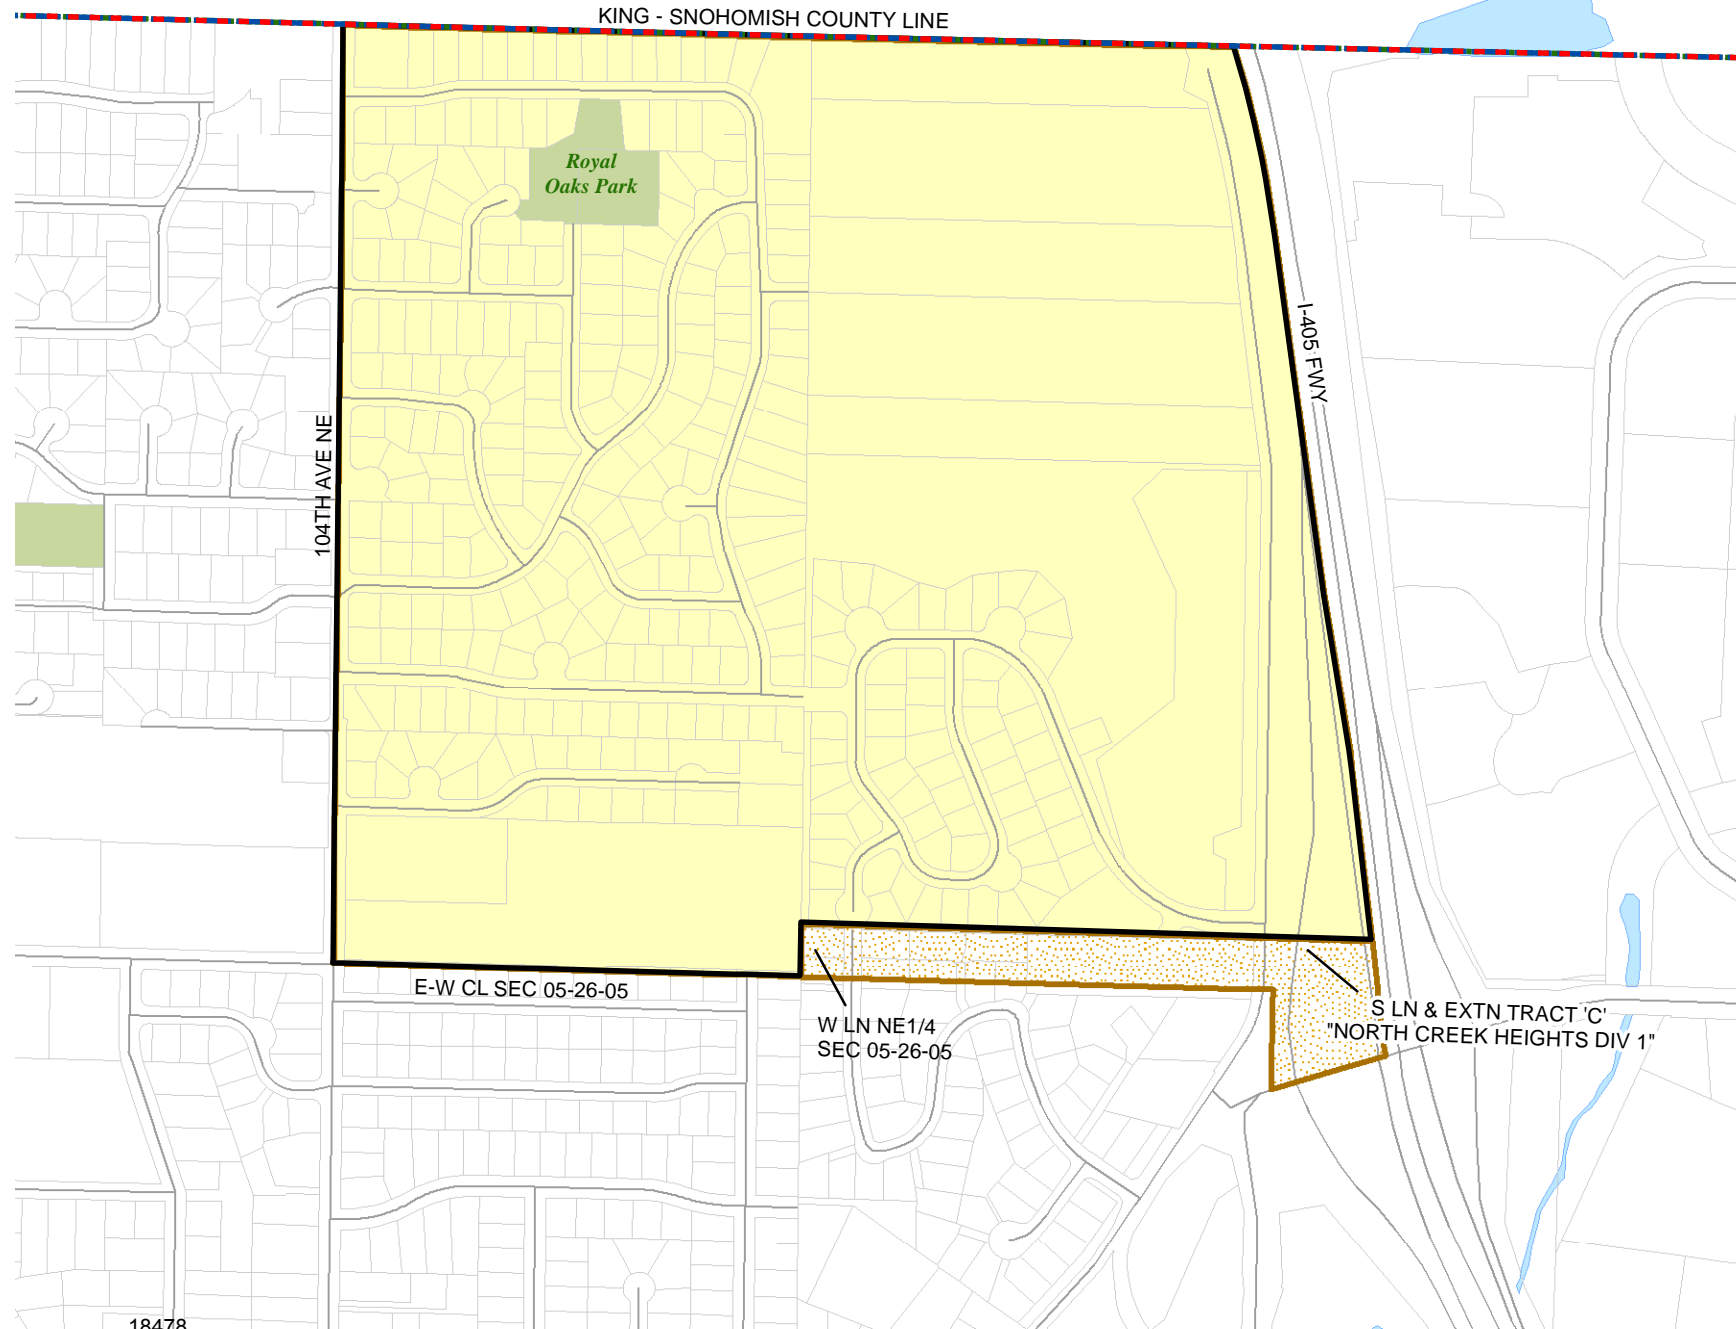 KING - SNOHOMISH COUNTY LINE
Royal
Oaks Park
I-405 FWY
104TH AVE NE
E-W CL SEC 05-26-05
W LN NE1/4
SEC 05-26-05
S LN & EXTN TRACT 'C'
"NORTH CREEK HEIGHTS DIV 1"
18478